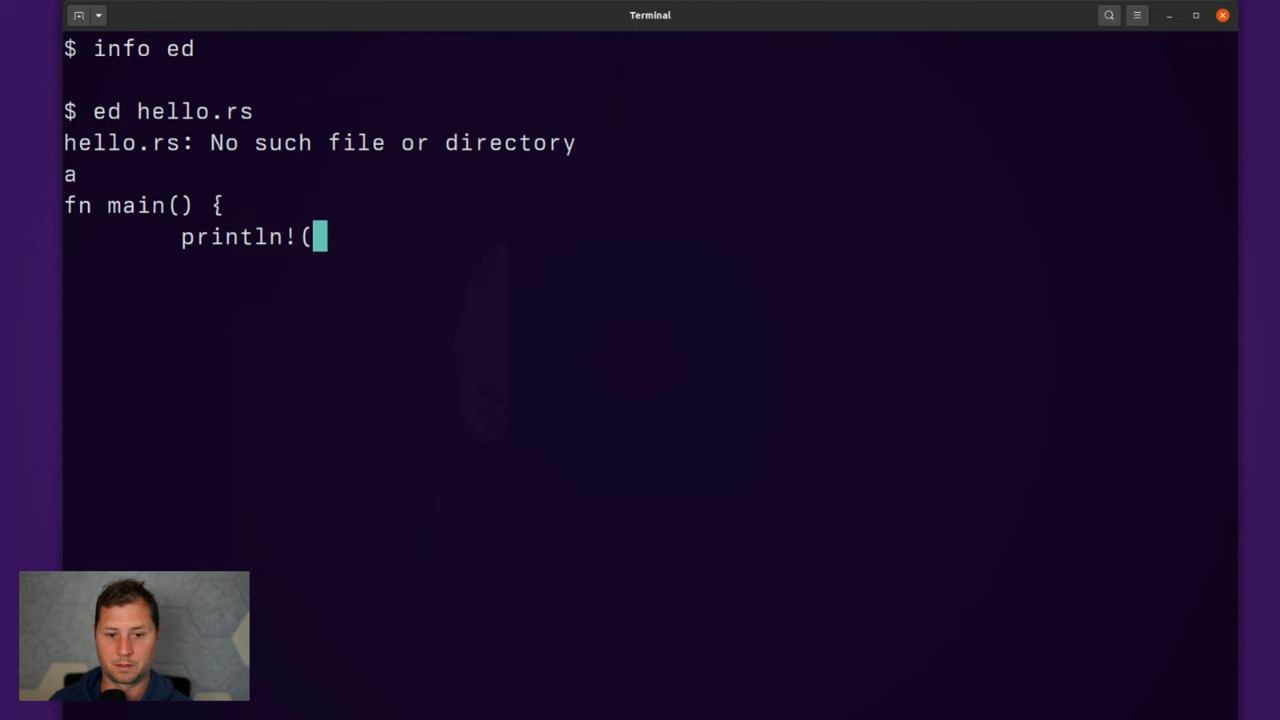 Terminal
$ info ed
$ ed hello.rs
hello.rs: No such file or directory
a
fn main() {
        println!(